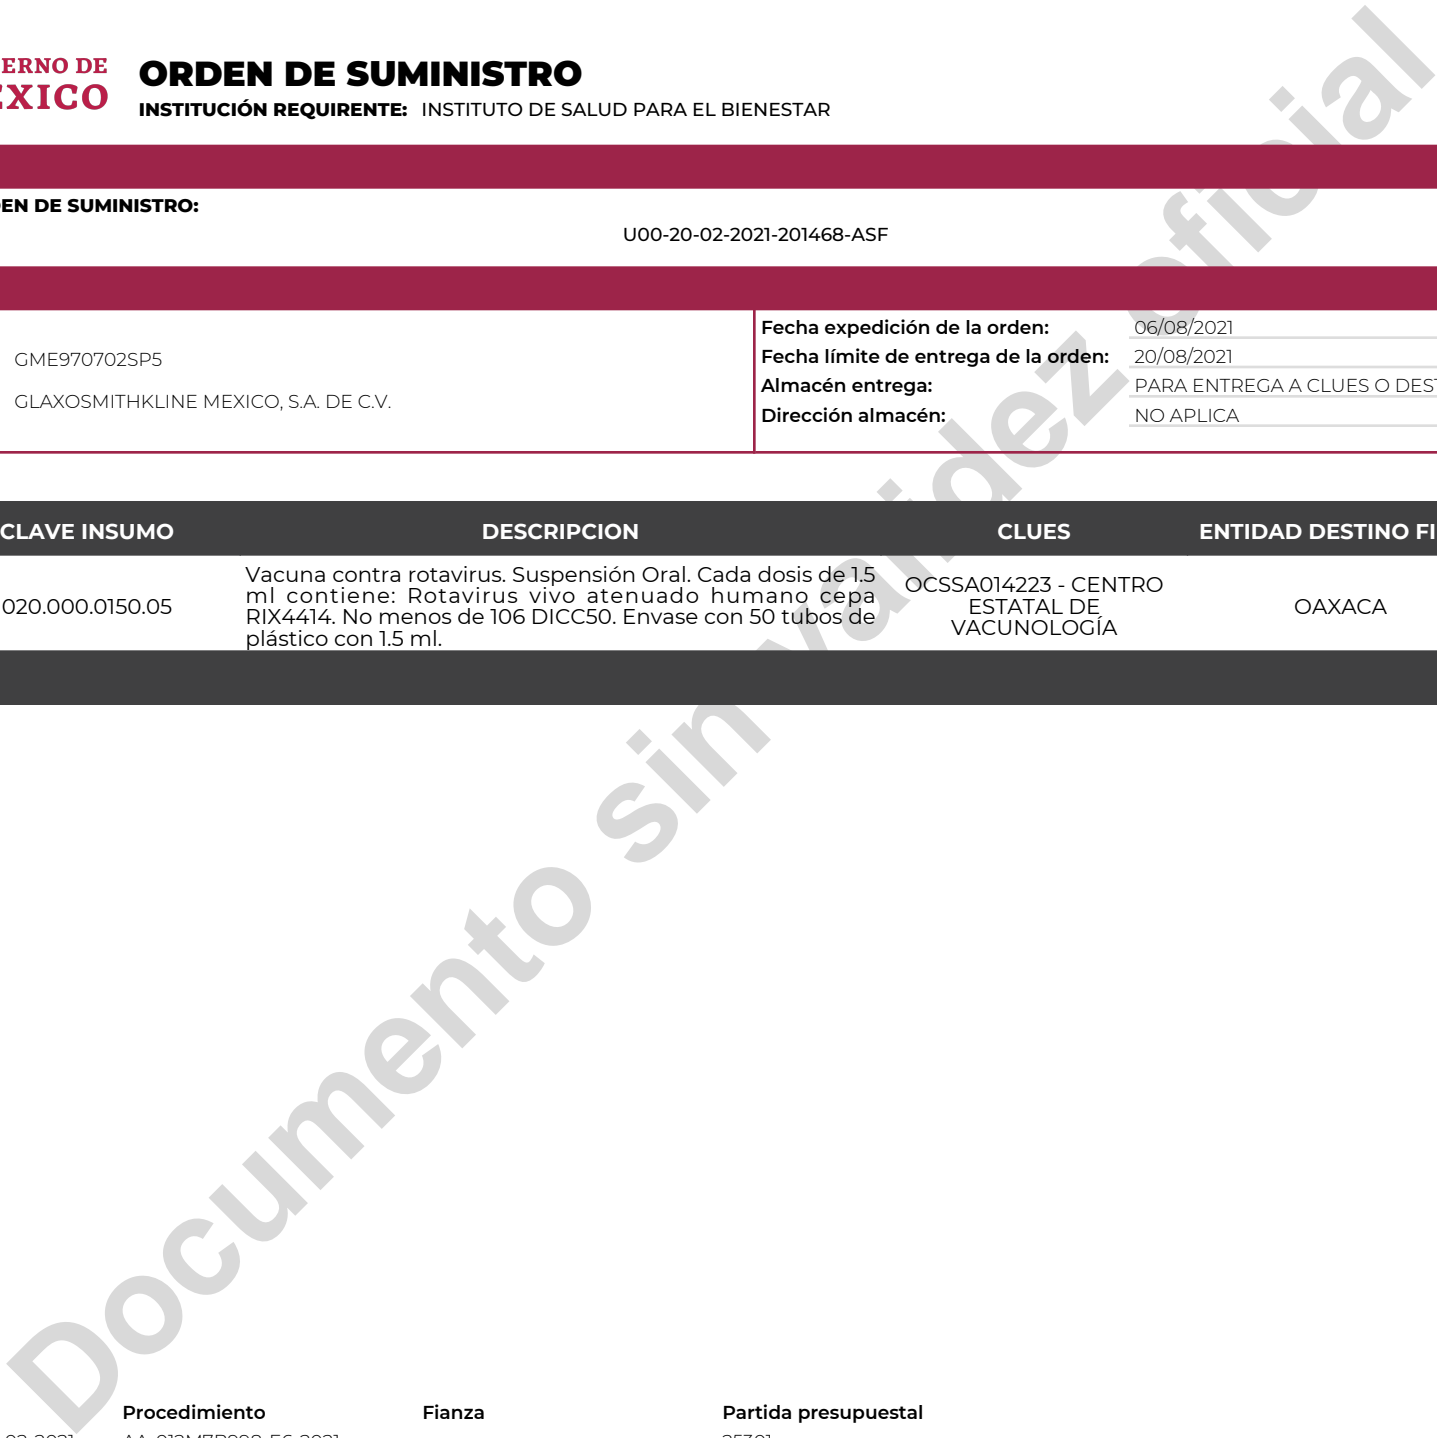 ERNO DE
EXICO
ORDEN DE SUMINISTRO
INSTITUCIÓN REQUIRENTE: INSTITUTO DE SALUD PARA EL BIENESTAR
EN DE SUMINISTRO:
U00-20-02-2021-201468-ASF
GME970702SP5
GLAXOSMITHKLINE MEXICO, S.A. DE C.V.
Fecha expedición de la orden: 06/08/2021
Fecha límite de entrega de la orden: 20/08/2021
Almacén entrega: PARA ENTREGA A CLUES O DEST
Dirección almacén: NO APLICA
CLAVE INSUMO DESCRIPCION CLUES ENTIDAD DESTINO FI
020.000.0150.05
Vacuna contra rotavirus. Suspensión Oral. Cada dosis de 1.5
ml contiene: Rotavirus vivo atenuado humano cepa
RIX4414. No menos de 106 DICC50. Envase con 50 tubos de
plástico con 1.5 ml.
OCSSA014223 - CENTRO
ESTATAL DE
VACUNOLOGÍA
OAXACA
Documento sin validez oficial
Procedimiento Fianza Partida presupuestal